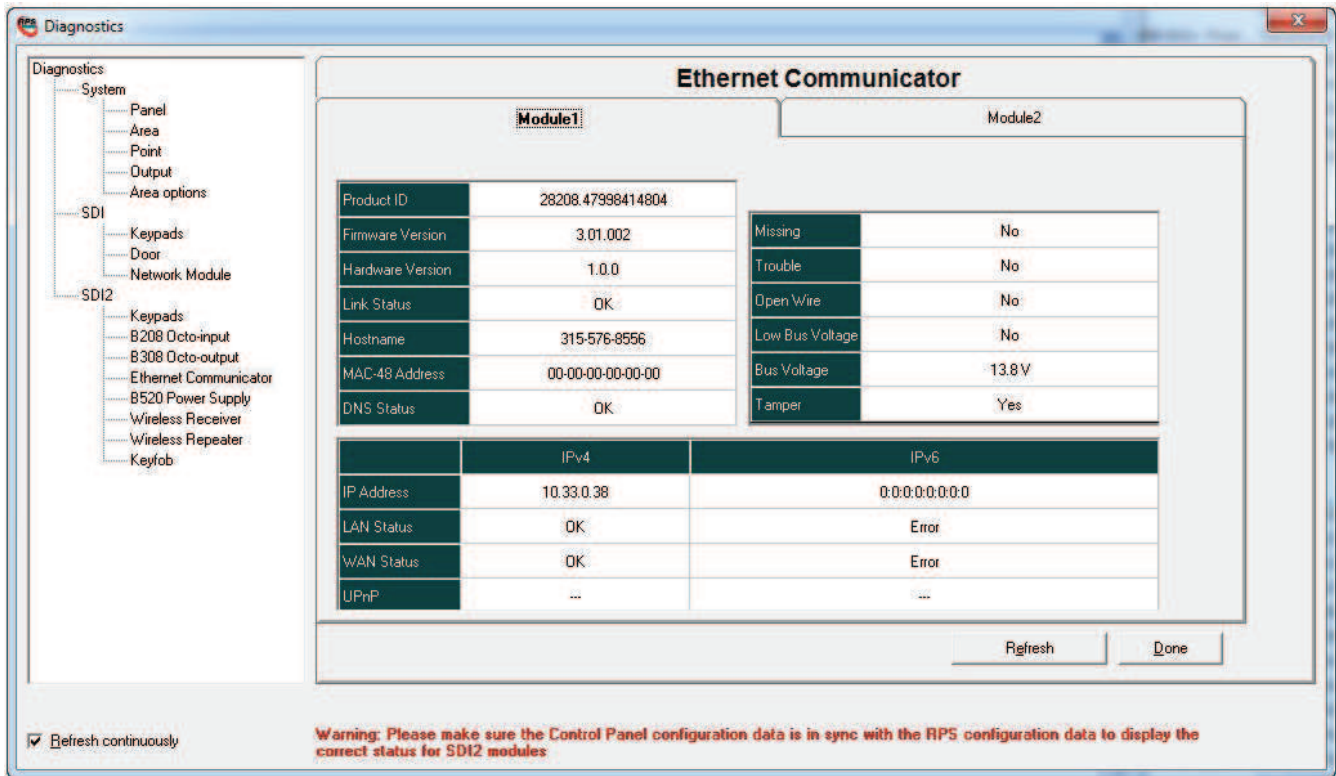 RPS Diagnostics
Diagnostics
System
Panel
Area
Point
Output
Area options
SDI
Keypads
Door
Network Module
SDI2
Keypads
B208 Octo-input
B308 Octo-output
Ethernet Communicator
B520 Power Supply
Wireless Receiver
Wireless Repeater
Keyfob
Ethernet Communicator
Module1 Module2
Product ID 28208.47998414804
Firmware Version 3.01.002
Hardware Version 1.0.0
Link Status OK
Hostname 315-576-8556
MAC-48 Address 00-00-00-00-00-00
DNS Status OK
Missing No
Trouble No
Open Wire No
Low Bus Voltage No
Bus Voltage 13.8 V
Tamper Yes
IPv4 IPv6
IP Address 10.33.0.38 0:0:0:0:0:0:0:0
LAN Status OK Error
WAN Status OK Error
UPnP --- ---
Refresh Done
Refresh continuously
Warning: Please make sure the Control Panel configuration data is in sync with the RPS configuration data to display the
correct status for SDI2 modules